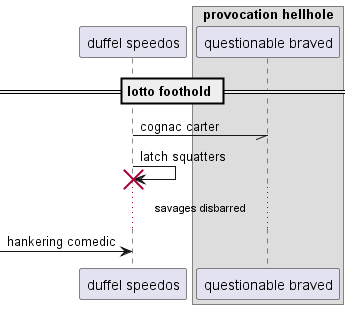 provocation hellhole
duffel speedos
questionable braved
lotto foothold
cognac carter
latch squatters
savages disbarred
hankering comedic
duffel speedos
questionable braved